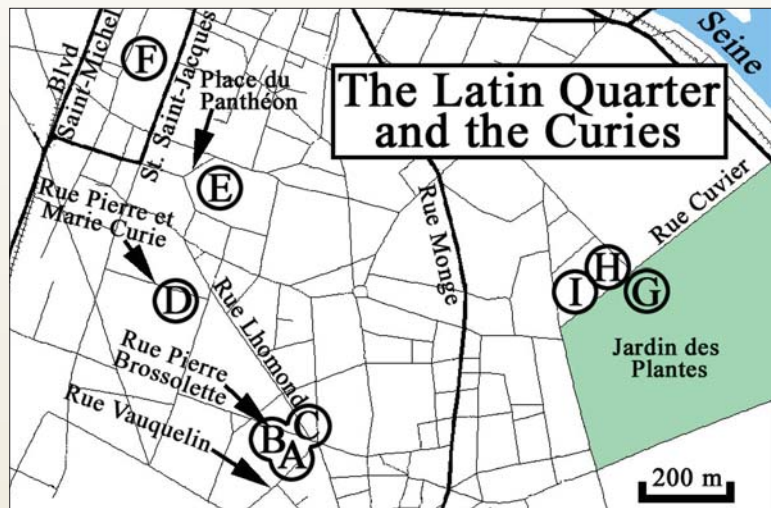 Seine
The Latin Quarter
and the Curies
Blvd
Saint-Michel
F
St. Saint-Jacques
Place du
Panthéon
E
Rue Pierre et
Marie Curie
D
Rue Lhomond
Rue Monge
Rue Cuvier
H
I
G
Jardin des
Plantes
Rue Pierre
Brossolette
Rue Vauquelin
C
B
A
200 m